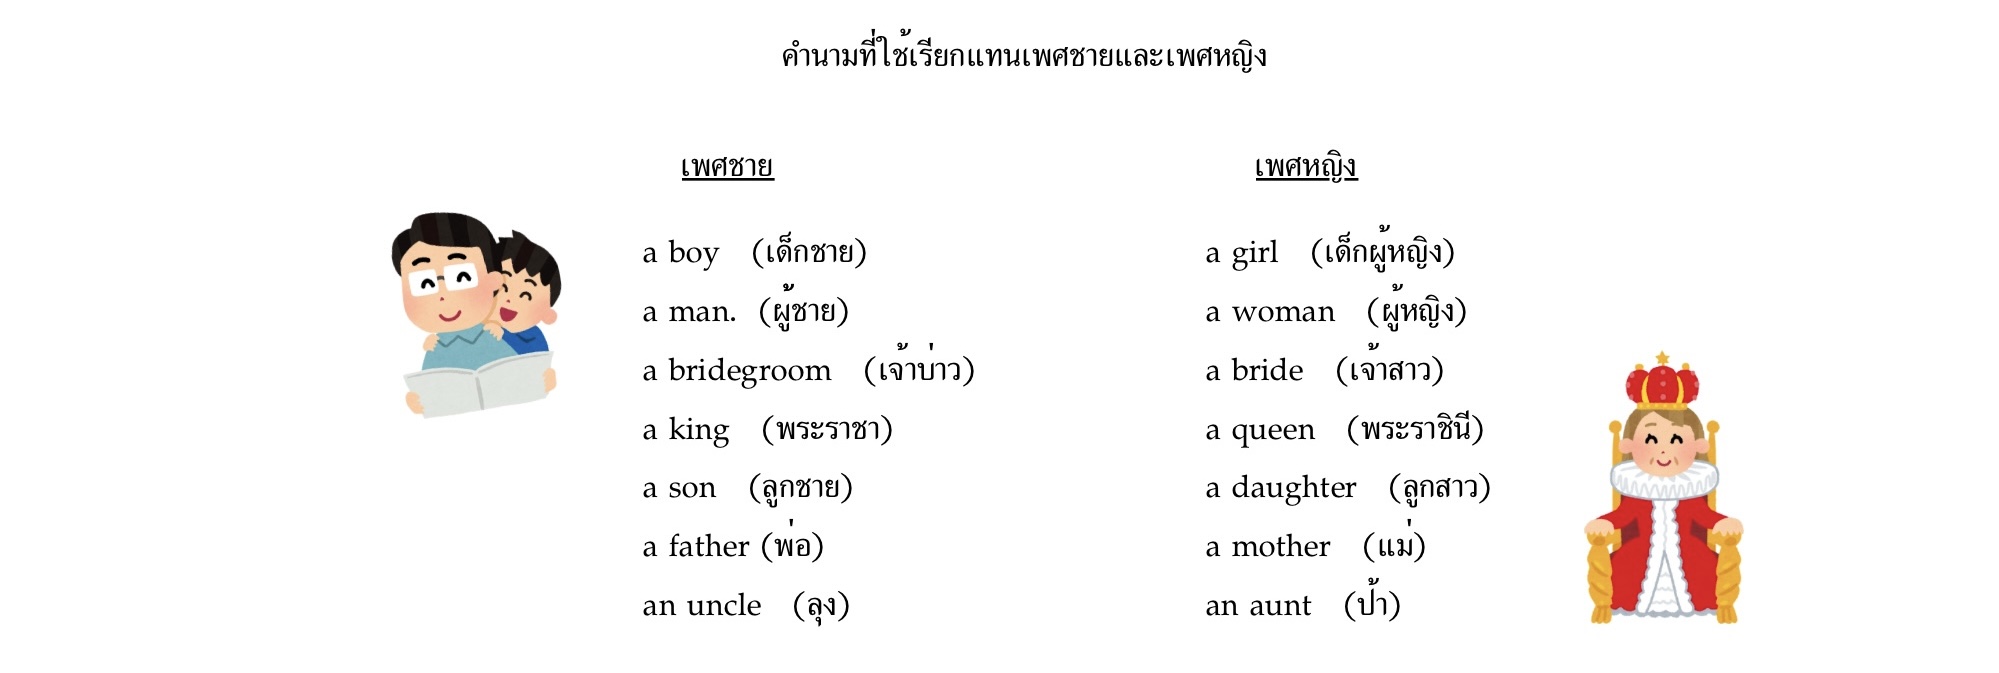 คำนามที่ใช้เรียกแทนเพศชายและเพศหญิง
เพศชาย เพศหญิง
a boy (เด็กชาย) a girl (เด็กผู้หญิง)
a man. (ผู้ชาย) a woman (ผู้หญิง)
a bridegroom (เจ้าบ่าว) a bride (เจ้าสาว)
a king (พระราชา) a queen (พระราชินี)
a son (ลูกชาย) a daughter (ลูกสาว)
a father (พ่อ) a mother (แม่)
an uncle (ลุง) an aunt (ป้า)